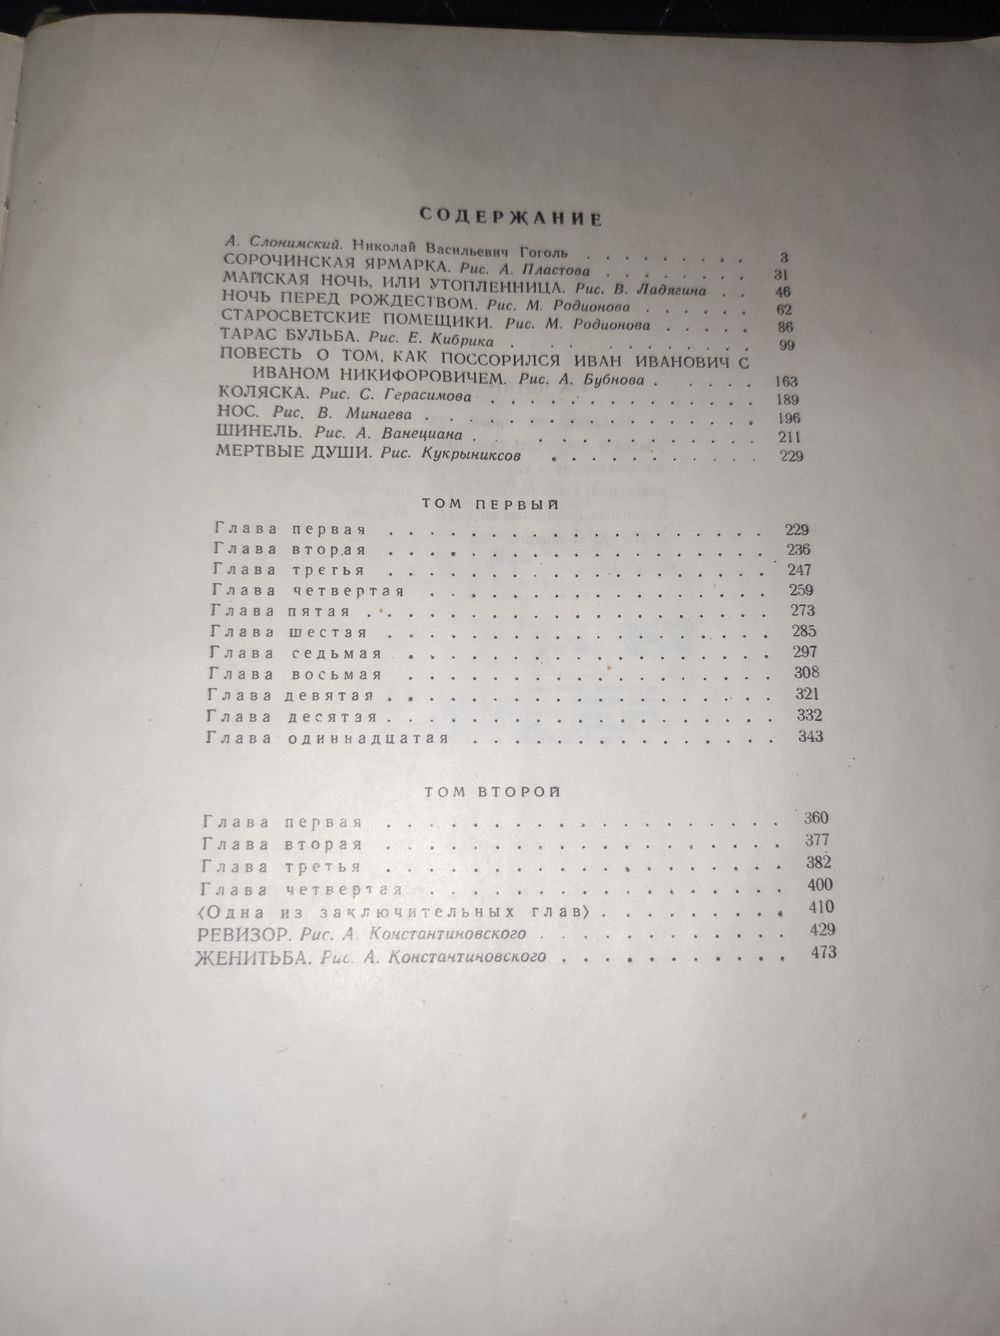 СОДЕРЖАНИЕ
А. Слонимский. Николай Васильевич Гоголь . . . . . . . . 3
СОРОЧИНСКАЯ ЯРМАРКА. Рис. А. Пластова . . . . . . . 31
МАЙСКАЯ НОЧЬ, ИЛИ УТОПЛЕННИЦА. Рис. В. Ладягина . . 46
НОЧЬ ПЕРЕД РОЖДЕСТВОМ. Рис. М. Родионова . . . . . 62
СТАРОСВЕТСКИЕ ПОМЕЩИКИ. Рис. М. Родионова . . . . . 86
ТАРАС БУЛЬБА. Рис. Е. Кибрика . . . . . . . . . . 99
ПОВЕСТЬ О ТОМ, КАК ПОССОРИЛСЯ ИВАН ИВАНОВИЧ С
ИВАНОМ НИКИФОРОВИЧЕМ. Рис. А. Бубнова . . . . . 163
КОЛЯСКА. Рис. С. Герасимова . . . . . . . . . . . . 189
НОС. Рис. В. Минаева . . . . . . . . . . . . . . 196
ШИНЕЛЬ. Рис. А. Ванециана . . . . . . . . . . . 211
МЕРТВЫЕ ДУШИ. Рис. Кукрыниксов . . . . . . . . . . 229
ТОМ ПЕРВЫЙ
Глава первая . . . . . . . . . . . . . . . . . . 229
Глава вторая . . . . . . . . . . . . . . . . . . 236
Глава третья . . . . . . . . . . . . . . . . . . 247
Глава четвертая . . . . . . . . . . . . . . . . 259
Глава пятая . . . . . . . . . . . . . . . . . . . 273
Глава шестая . . . . . . . . . . . . . . . . . . 285
Глава седьмая . . . . . . . . . . . . . . . . . 297
Глава восьмая . . . . . . . . . . . . . . . . . 308
Глава девятая . . . . . . . . . . . . . . . . . . 321
Глава десятая . . . . . . . . . . . . . . . . . . 332
Глава одиннадцатая . . . . . . . . . . . . . . 343
ТОМ ВТОРОЙ
Глава первая . . . . . . . . . . . . . . . . . . 360
Глава вторая . . . . . . . . . . . . . . . . . . 377
Глава третья . . . . . . . . . . . . . . . . . . 382
Глава четвертая . . . . . . . . . . . . . . . . 400
⟨Одна из заключительных глав⟩ . . . . . . . . . 410
РЕВИЗОР. Рис. А. Константиновского . . . . . . . . . . . 429
ЖЕНИТЬБА. Рис. А. Константиновского . . . . . . . . . . 473